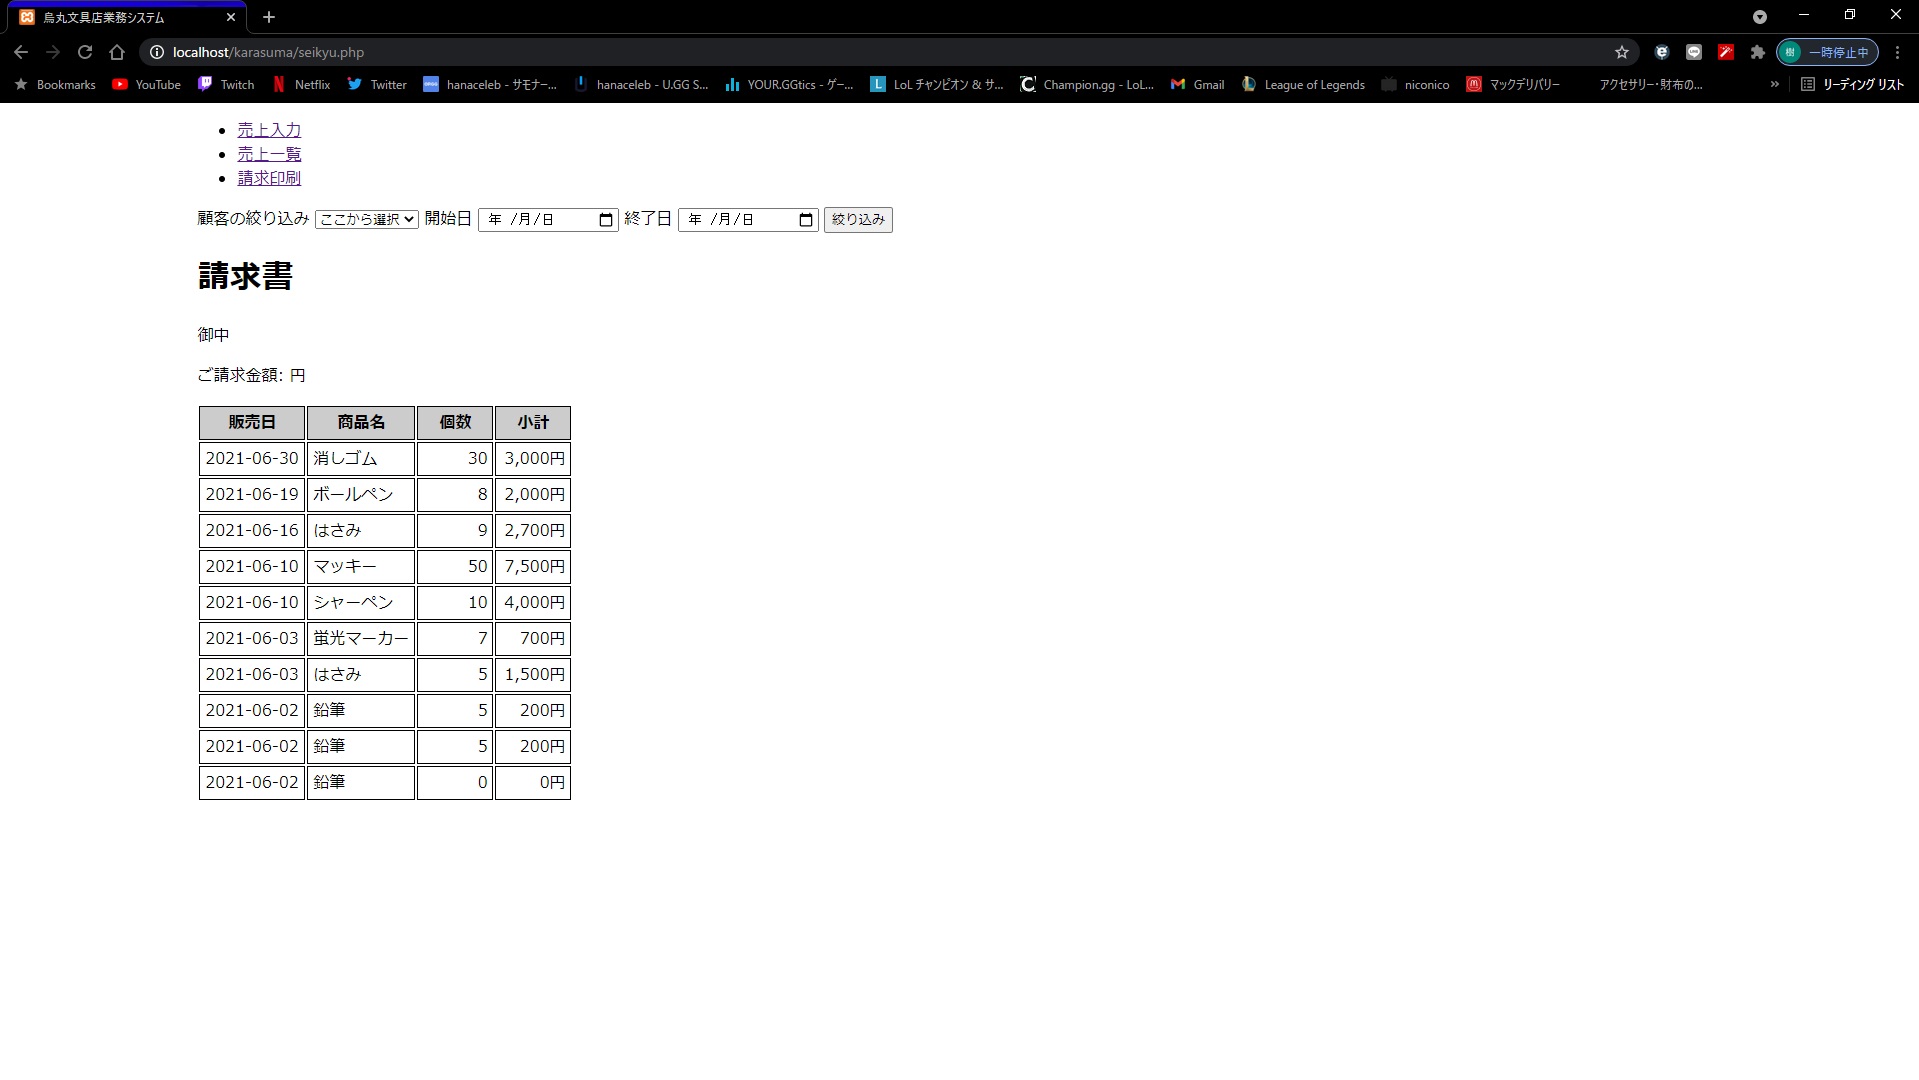 烏丸文具店業務システム
localhost/karasuma/seikyu.php
一時停止中
Bookmarks YouTube Twitch Netflix Twitter hanaceleb - サモナー... hanaceleb - U.GG S... YOUR.GGtics - ゲー... LoL チャンピオン & サ... Champion.gg - LoL... Gmail League of Legends niconico マックデリバリー アクセサリー・財布の... » リーディング リスト
売上入力
売上一覧
請求印刷
顧客の絞り込み ここから選択 開始日 年 /月/日 終了日 年 /月/日 絞り込み
請求書
御中
ご請求金額: 円
販売日 商品名 個数 小計
2021-06-30 消しゴム 30 3,000円
2021-06-19 ボールペン 8 2,000円
2021-06-16 はさみ 9 2,700円
2021-06-10 マッキー 50 7,500円
2021-06-10 シャーペン 10 4,000円
2021-06-03 蛍光マーカー 7 700円
2021-06-03 はさみ 5 1,500円
2021-06-02 鉛筆 5 200円
2021-06-02 鉛筆 5 200円
2021-06-02 鉛筆 0 0円